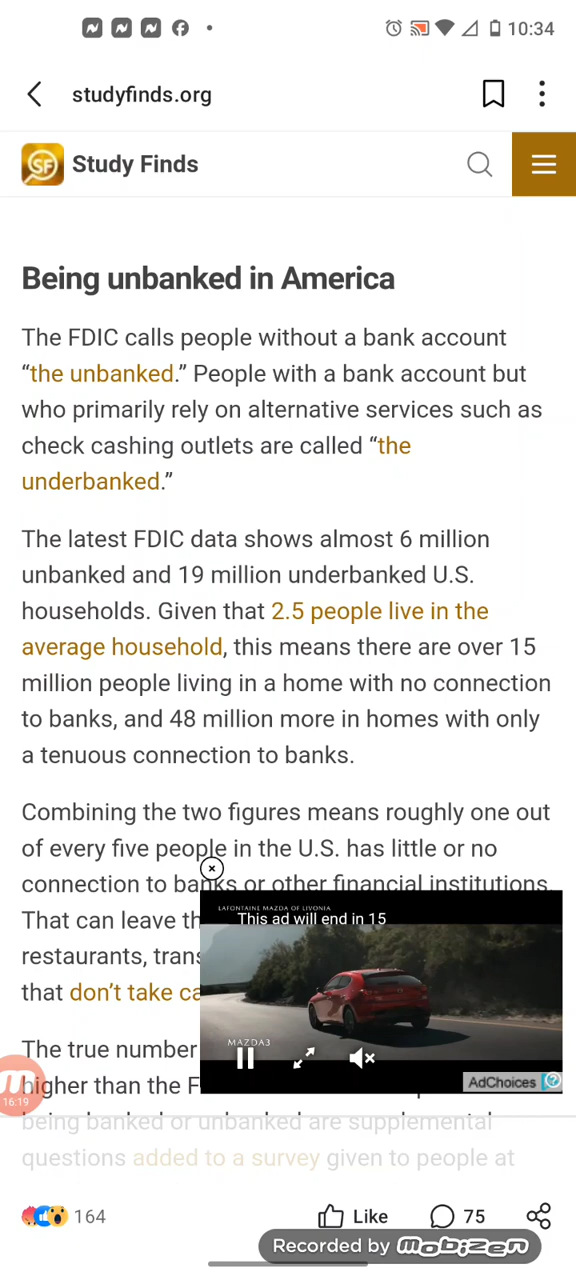 10:34
studyfinds.org
SF Study Finds
Being unbanked in America
The FDIC calls people without a bank account
“the unbanked.” People with a bank account but
who primarily rely on alternative services such as
check cashing outlets are called “the
underbanked.”
The latest FDIC data shows almost 6 million
unbanked and 19 million underbanked U.S.
households. Given that 2.5 people live in the
average household, this means there are over 15
million people living in a home with no connection
to banks, and 48 million more in homes with only
a tenuous connection to banks.
Combining the two figures means roughly one out
of every five people in the U.S. has little or no
connection to banks or other financial institutions.
That can leave th
LAFONTAINE MAZDA OF LIVONIA
This ad will end in 15
restaurants, trans
that don’t take ca
MAZDA3
The true number
AdChoices
higher than the F
16:19
being banked or unbanked are supplemental
questions added to a survey given to people at
164 Like 75
Recorded by mobizen